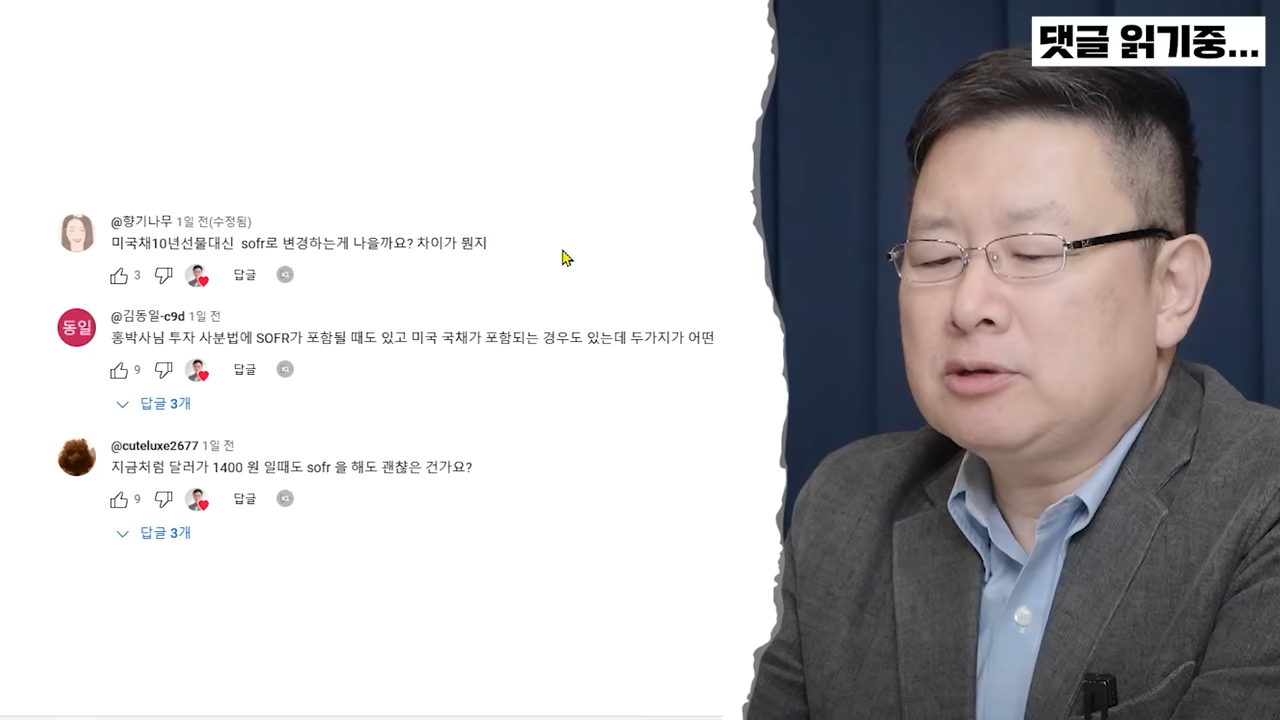 댓글 읽기중...
@향기나무 1일 전(수정됨)
미국채10년선물대신 sofr로 변경하는게 나을까요? 차이가 뭔지
3 답글
동일
@김동일-c9d 1일 전
홍박사님 투자 사분법에 SOFR가 포함될 때도 있고 미국 국채가 포함되는 경우도 있는데 두가지가 어떤
9 답글
답글 3개
@cuteluxe2677 1일 전
지금처럼 달러가 1400 원 일때도 sofr 을 해도 괜찮은 건가요?
9 답글
답글 3개